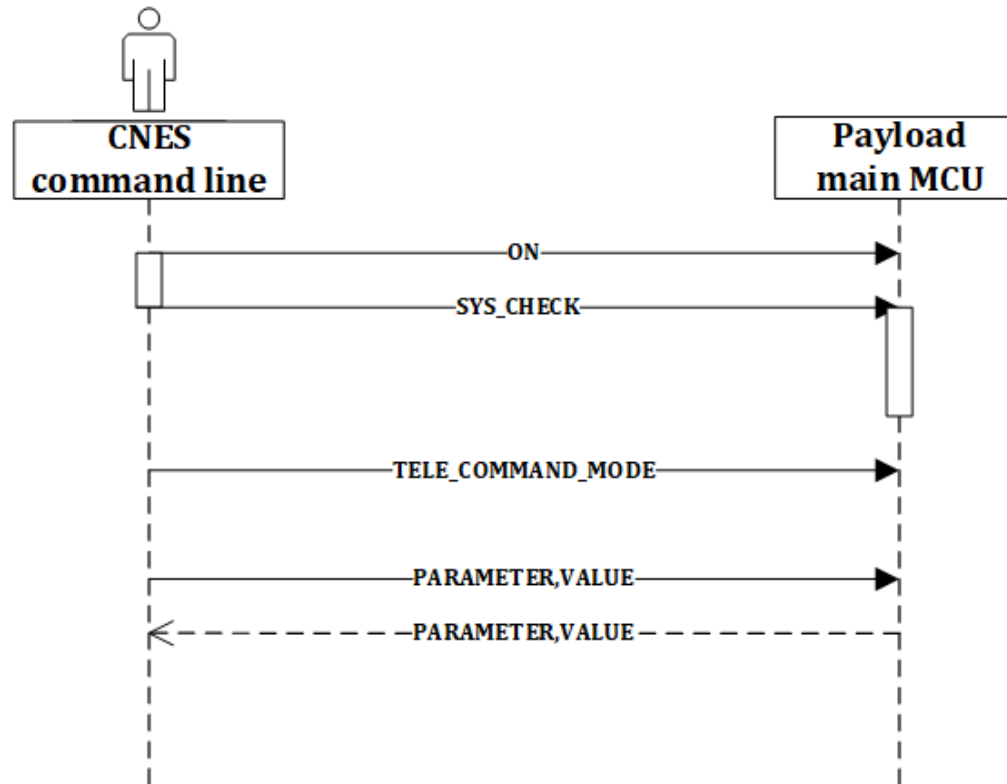 CNES
command line
Payload
main MCU
ON
SYS_CHECK
TELE_COMMAND_MODE
PARAMETER,VALUE
PARAMETER,VALUE